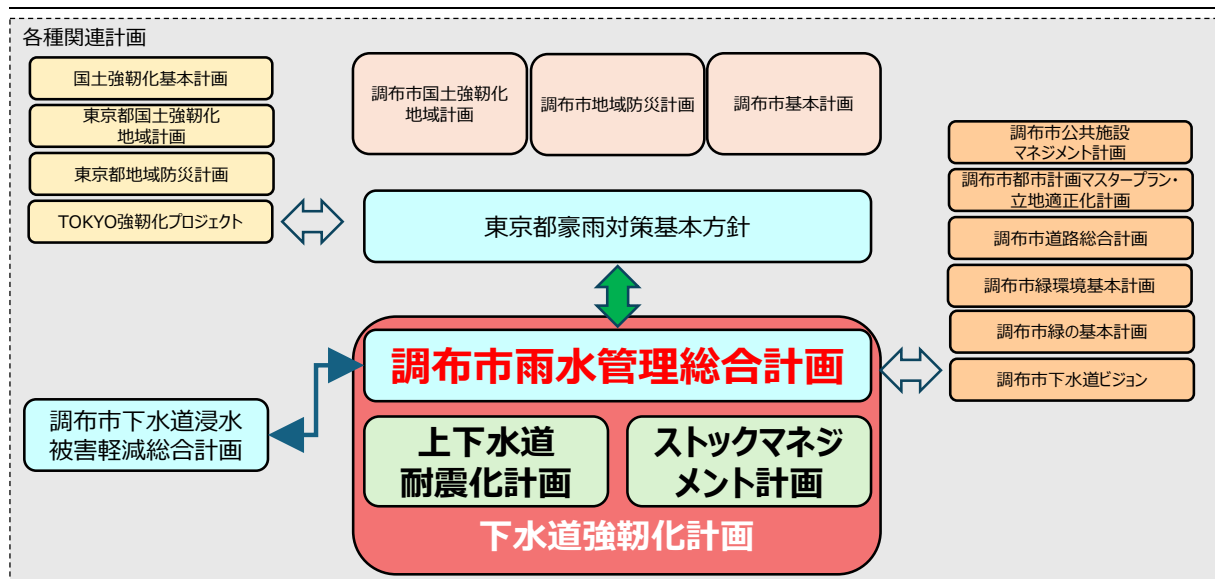 各種関連計画
国土強靱化基本計画
東京都国土強靱化
地域計画
東京都地域防災計画
TOKYO強靱化プロジェクト
調布市国土強靱化
地域計画
調布市地域防災計画
調布市基本計画
東京都豪雨対策基本方針
調布市公共施設
マネジメント計画
調布市都市計画マスタープラン・
立地適正化計画
調布市道路総合計画
調布市緑環境基本計画
調布市緑の基本計画
調布市下水道ビジョン
調布市雨水管理総合計画
調布市下水道浸水
被害軽減総合計画
上下水道
耐震化計画
ストックマネジ
メント計画
下水道強靱化計画